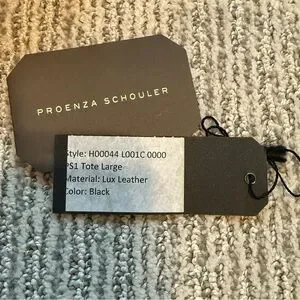 PROENZA SCHOULER
Style: H00044 L001C 0000
PS1 Tote Large
Material: Lux Leather
Color: Black